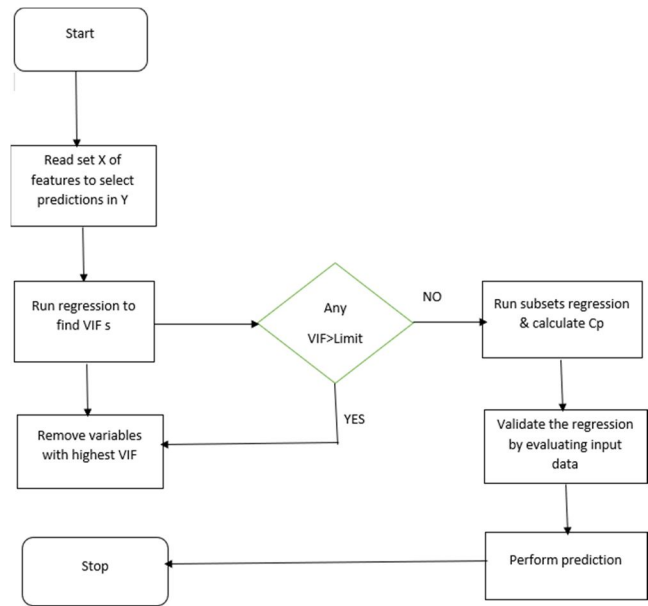 Start
Read set X of
features to select
predictions in Y
Run regression to
find VIF s
Any
VIF>Limit
NO
YES
Remove variables
with highest VIF
Run subsets regression
& calculate Cp
Validate the regression
by evaluating input
data
Perform prediction
Stop